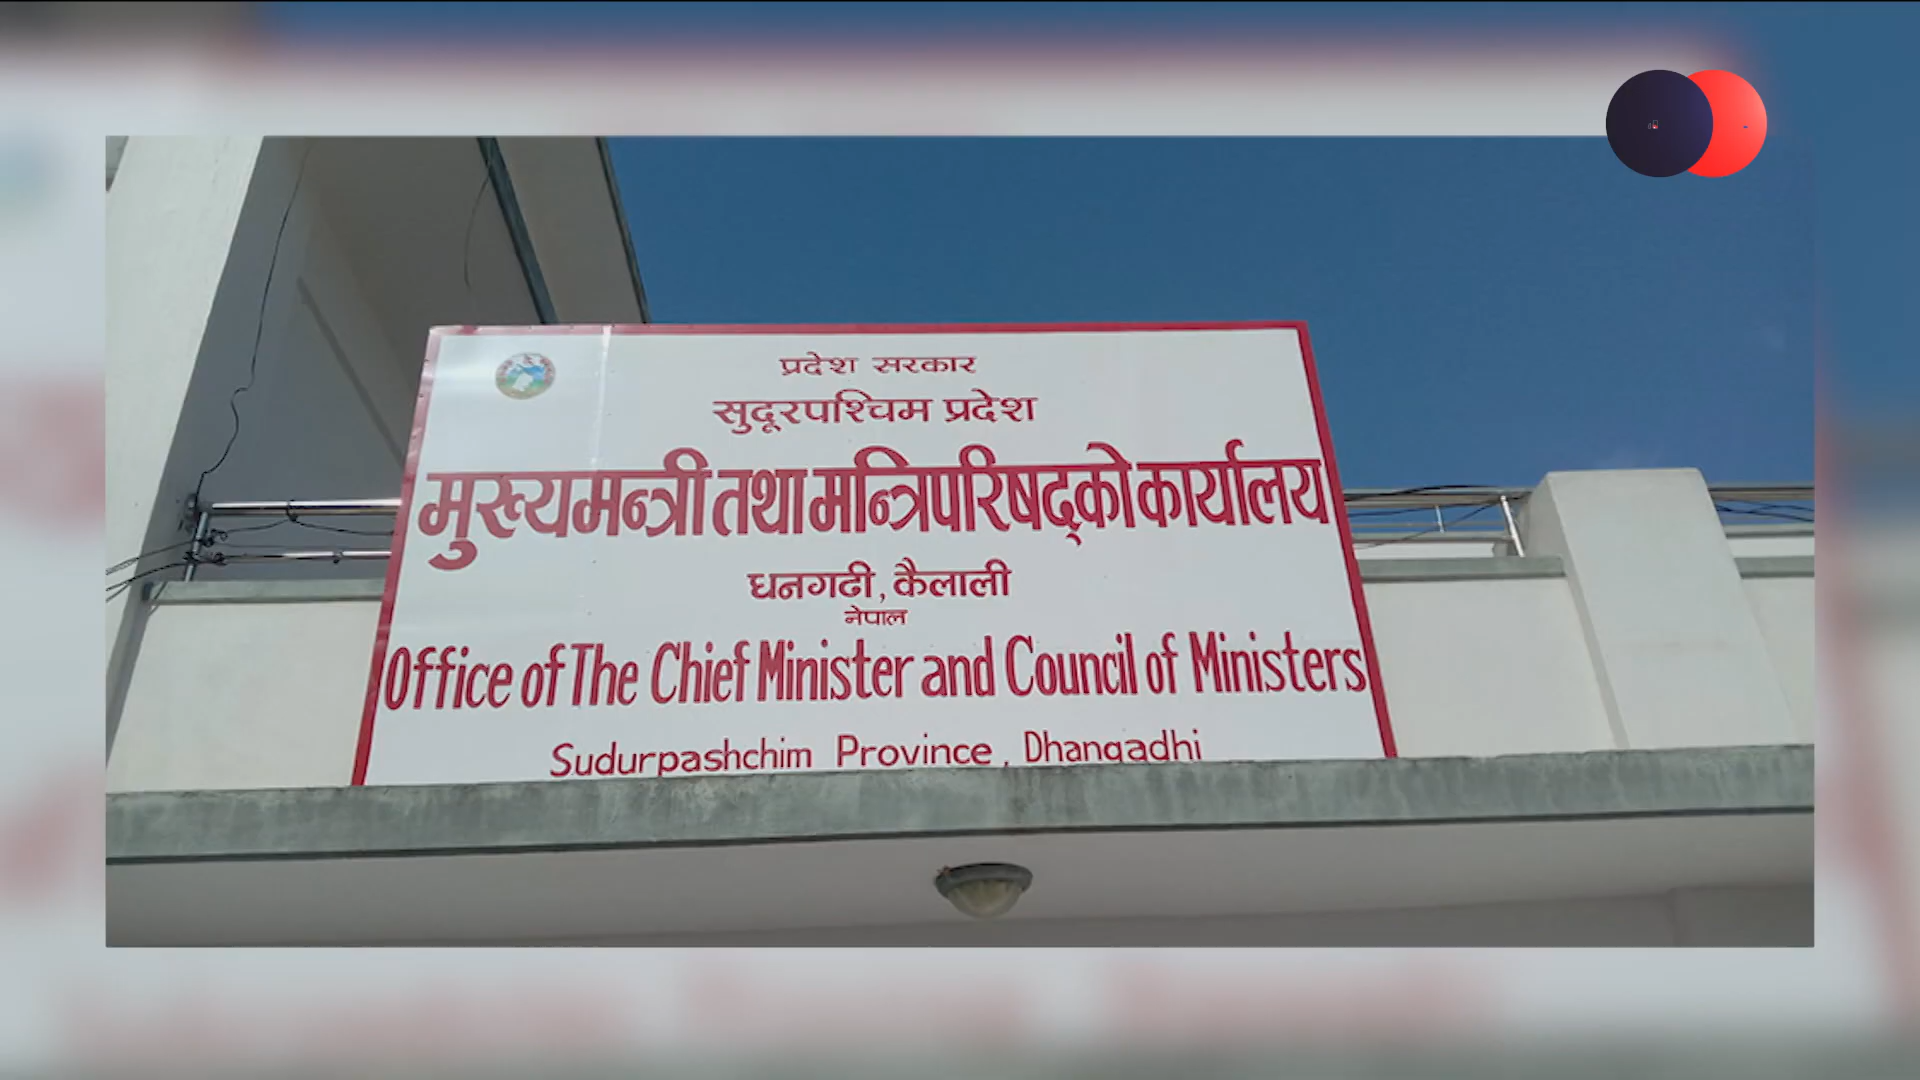 प्रदेश सरकार
सुदूरपश्चिम प्रदेश
मुख्यमन्त्री तथा मन्त्रिपरिषद्को कार्यालय
धनगढी, कैलाली
नेपाल
Office of The Chief Minister and Council of Ministers
Sudurpashchim Province, Dhangadhi